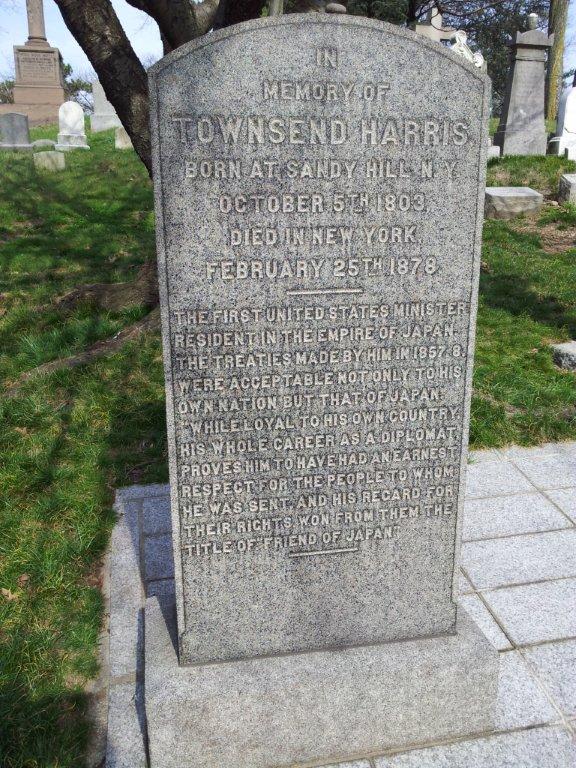 IN
MEMORY OF
TOWNSEND HARRIS
BORN AT SANDY HILL N.Y.
OCTOBER 5TH 1803.
DIED IN NEW YORK,
FEBRUARY 25TH 1878
THE FIRST UNITED STATES MINISTER
RESIDENT IN THE EMPIRE OF JAPAN.
THE TREATIES MADE BY HIM IN 1857-8,
WERE ACCEPTABLE NOT ONLY TO HIS
OWN NATION BUT THAT OF JAPAN.
"WHILE LOYAL TO HIS OWN COUNTRY,
HIS WHOLE CAREER AS A DIPLOMAT
PROVES HIM TO HAVE HAD AN EARNEST
RESPECT FOR THE PEOPLE TO WHOM
HE WAS SENT, AND HIS REGARD FOR
THEIR RIGHTS WON FROM THEM THE
TITLE OF "FRIEND OF JAPAN."